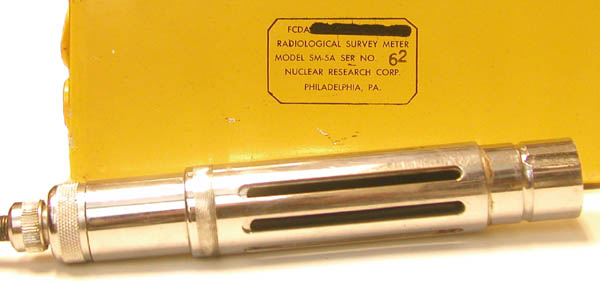 FCDA
RADIOLOGICAL SURVEY METER
MODEL SM-5A SER NO. 62
NUCLEAR RESEARCH CORP.
PHILADELPHIA, PA.